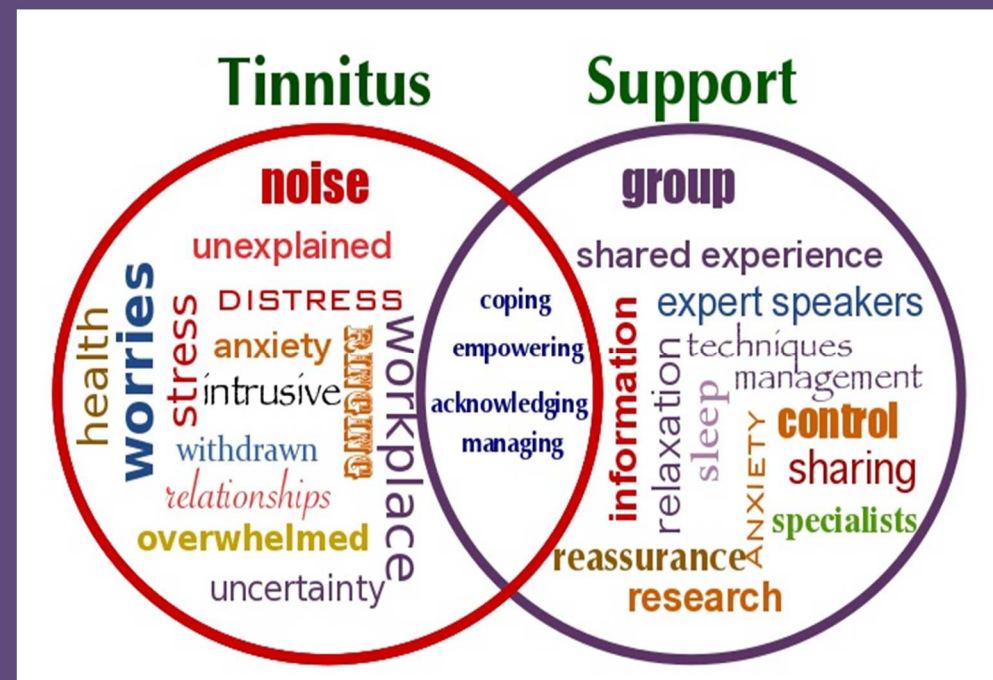 Tinnitus
Support
noise
unexplained
DISTRESS
health
worries
stress
anxiety
intrusive
RINGING
workplace
withdrawn
relationships
overwhelmed
uncertainty
coping
empowering
acknowledging
managing
group
shared experience
expert speakers
information
relaxation
techniques
management
sleep
ANXIETY
control
sharing
specialists
reassurance
research